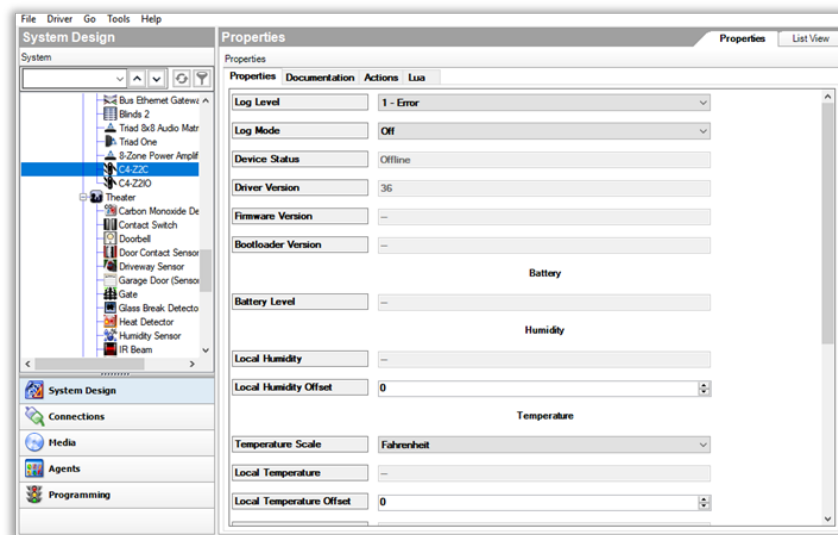 File Driver Go Tools Help
System Design
System
Bus Ethernet Gatewa
Blinds 2
Triad 8x8 Audio Matr
Triad One
8-Zone Power Amplif
C4-Z2C
C4-Z2IO
Theater
Carbon Monoxide De
Contact Switch
Doorbell
Door Contact Sensor
Driveway Sensor
Garage Door (Sensor
Gate
Glass Break Detecto
Heat Detector
Humidity Sensor
IR Beam
System Design
Connections
Media
Agents
Programming
Properties
Properties List View
Properties
Properties Documentation Actions Lua
Log Level 1 - Error
Log Mode Off
Device Status Offline
Driver Version 36
Firmware Version --
Bootloader Version --
Battery
Battery Level --
Humidity
Local Humidity --
Local Humidity Offset 0
Temperature
Temperature Scale Fahrenheit
Local Temperature --
Local Temperature Offset 0